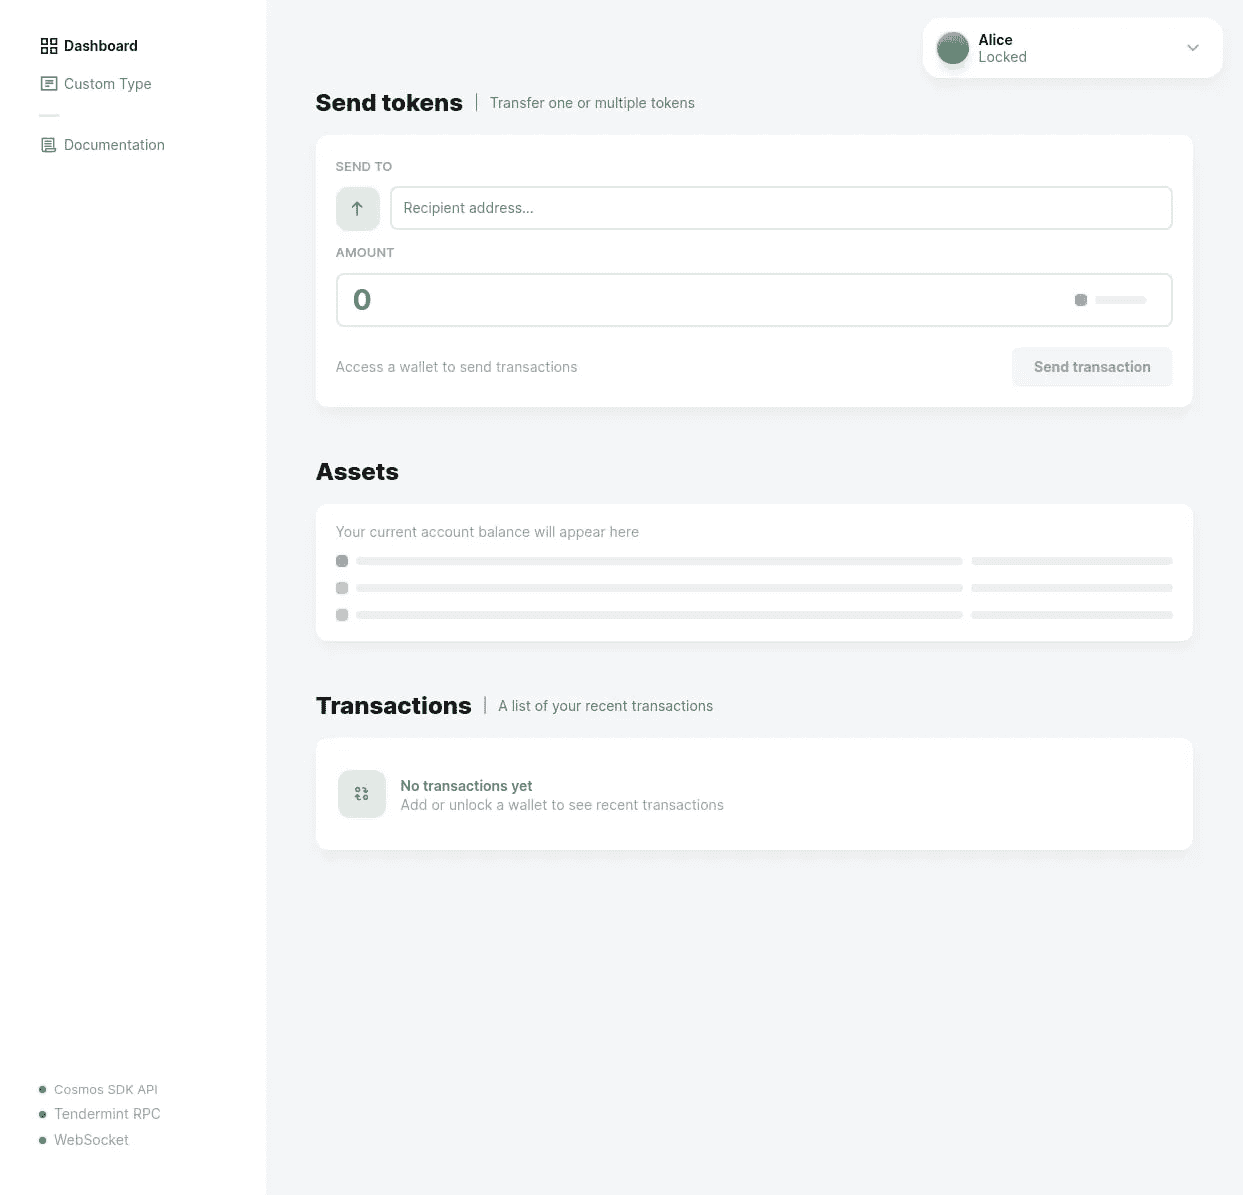 Dashboard
Custom Type
Documentation
Alice
Locked
Send tokens | Transfer one or multiple tokens
SEND TO
Recipient address...
AMOUNT
0
Access a wallet to send transactions
Send transaction
Assets
Your current account balance will appear here
Transactions | A list of your recent transactions
No transactions yet
Add or unlock a wallet to see recent transactions
Cosmos SDK API
Tendermint RPC
WebSocket